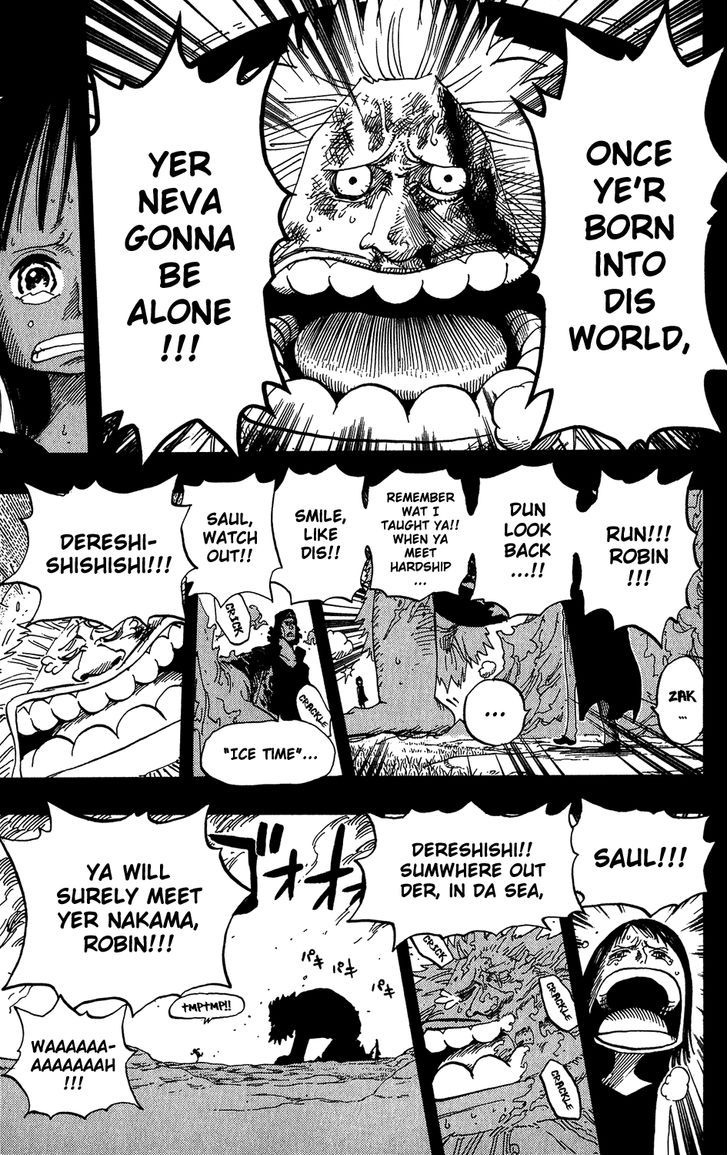 ONCE
YE'R
BORN
INTO
DIS
WORLD,
YER
NEVA
GONNA
BE
ALONE
!!!
RUN!!!
ROBIN
!!!
ZAK
...
DUN
LOOK
BACK
...!!
...
REMEMBER
WAT I
TAUGHT YA!!
WHEN YA
MEET
HARDSHIP
...
SMILE,
LIKE
DIS!!
SAUL,
WATCH
OUT!!
CRICK
CRACKLE
"ICE TIME"...
DERESHI-
SHISHISHI!!!
SAUL!!!
DERESHISHI!!
SUMWHERE OUT
DER, IN DA SEA,
CRICK
CRACKLE
CRACKLE
ゴオオオ
パキ
パキ
パキ
TMPTMP!!
YA WILL
SURELY MEET
YER NAKAMA,
ROBIN!!!
WAAAAAA-
AAAAAAAH
!!!